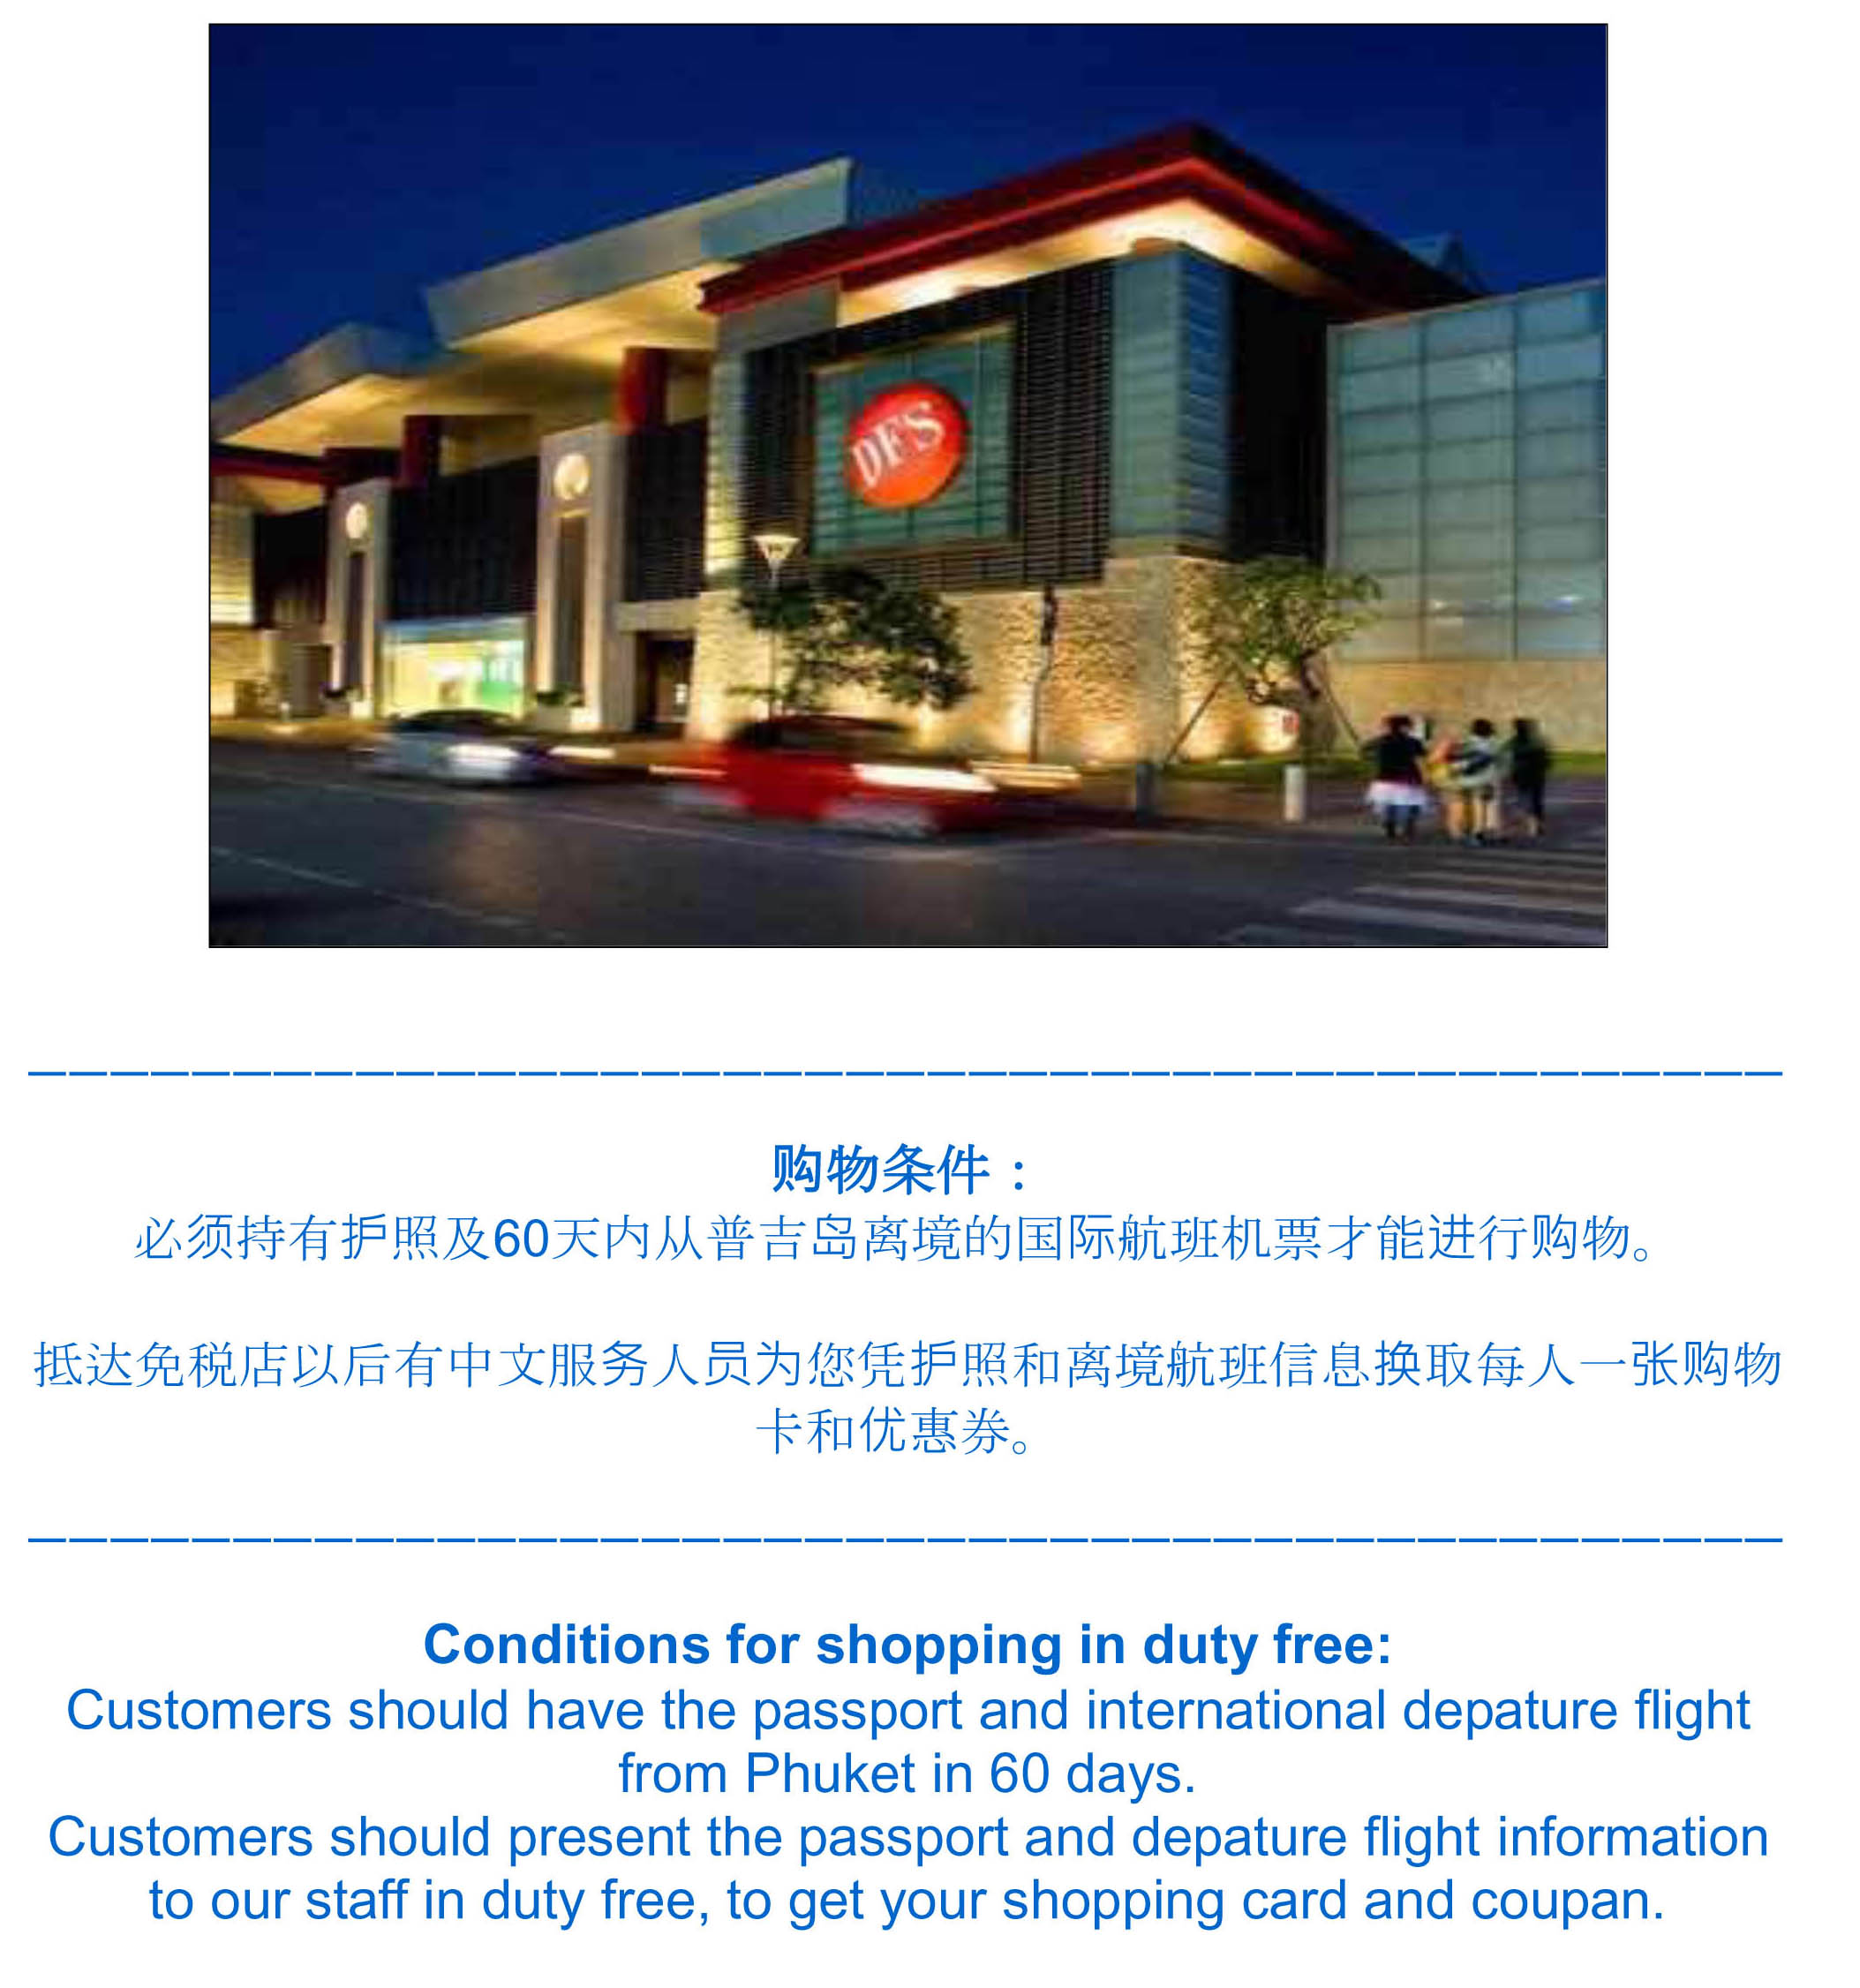 DFS
购物条件：
必须持有护照及60天内从普吉岛离境的国际航班机票才能进行购物。
抵达免税店以后有中文服务人员为您凭护照和离境航班信息换取每人一张购物
卡和优惠券。
Conditions for shopping in duty free:
Customers should have the passport and international depature flight
from Phuket in 60 days.
Customers should present the passport and depature flight information
to our staff in duty free, to get your shopping card and coupan.